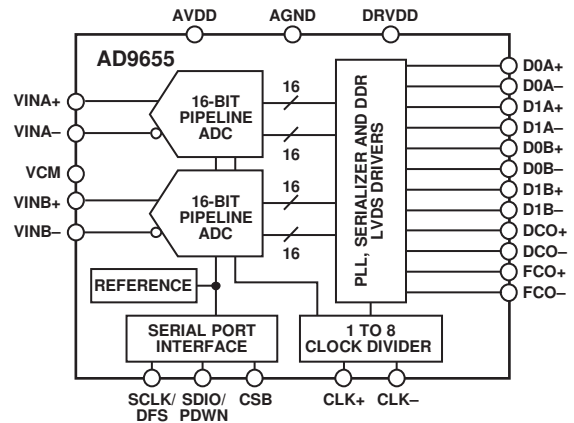 AVDD AGND DRVDD
AD9655
VINA+
VINA–
VCM
VINB+
VINB–
16-BIT
PIPELINE
ADC
16
16
16-BIT
PIPELINE
ADC
16
16
PLL, SERIALIZER AND DDR
LVDS DRIVERS
D0A+
D0A–
D1A+
D1A–
D0B+
D0B–
D1B+
D1B–
DCO+
DCO–
FCO+
FCO–
REFERENCE
SERIAL PORT
INTERFACE
1 TO 8
CLOCK DIVIDER
SCLK/
DFS
SDIO/
PDWN
CSB
CLK+ CLK–